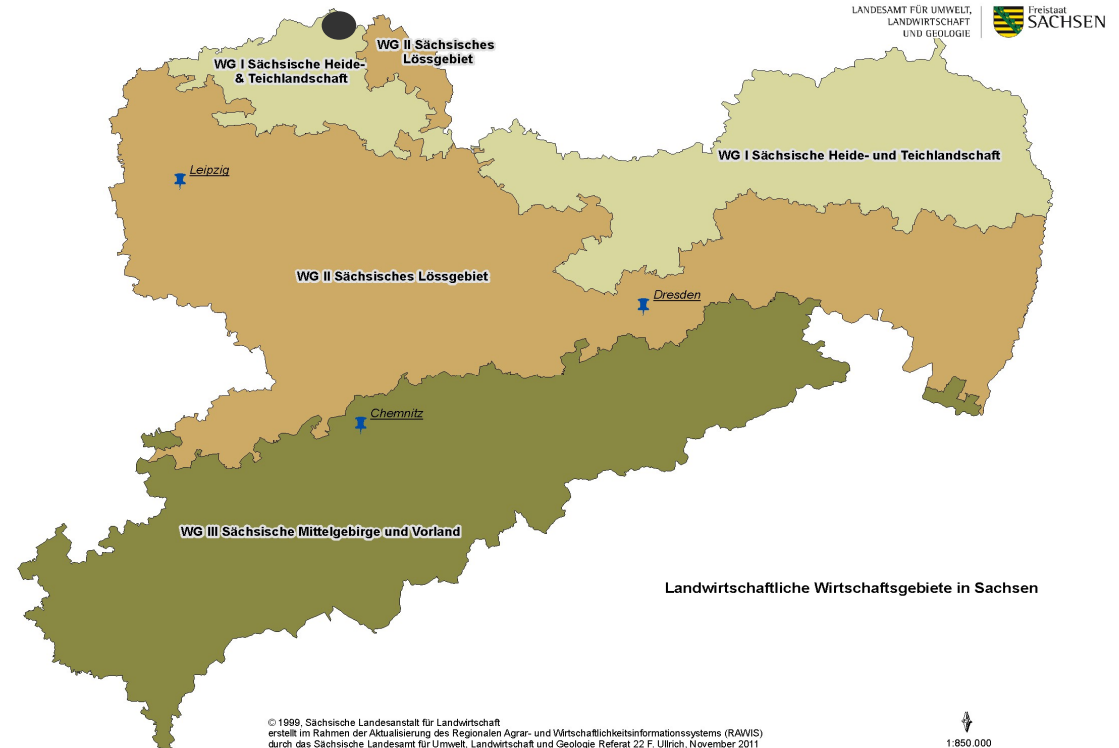 LANDESAMT FÜR UMWELT,
LANDWIRTSCHAFT
UND GEOLOGIE
Freistaat
SACHSEN
WG II Sächsisches
Lössgebiet
WG I Sächsische Heide-
& Teichlandschaft
WG I Sächsische Heide- und Teichlandschaft
Leipzig
WG II Sächsisches Lössgebiet
Dresden
Chemnitz
WG III Sächsische Mittelgebirge und Vorland
Landwirtschaftliche Wirtschaftsgebiete in Sachsen
© 1999, Sächsische Landesanstalt für Landwirtschaft
erstellt im Rahmen der Aktualisierung des Regionalen Agrar- und Wirtschaftlichkeitsinformationssystems (RAWIS)
durch das Sächsische Landesamt für Umwelt, Landwirtschaft und Geologie Referat 22 F. Ullrich, November 2011
1:850.000